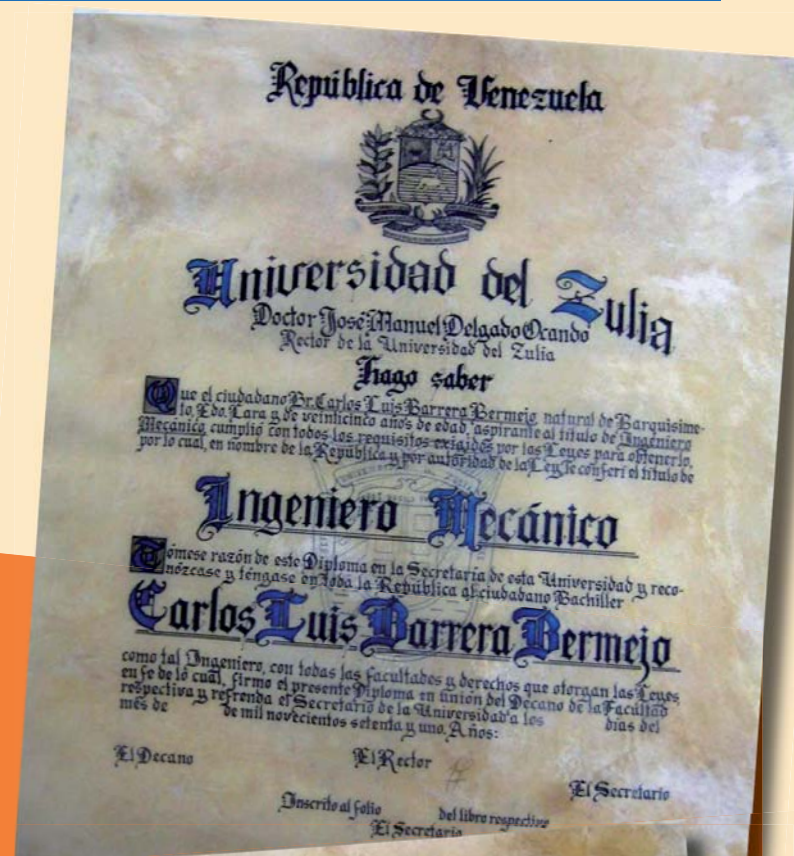 República de Venezuela
Universidad del Zulia
Doctor José Manuel Delgado Ocando
Rector de la Universidad del Zulia
Hago saber
Que el ciudadano Br. Carlos Luis Barrera Bermejo, natural de Barquisime-
to, Edo. Lara y de veinticinco años de edad, aspirante al título de Ingeniero
Mecánico, cumplió con todos los requisitos exigidos por las Leyes para obtenerlo,
por lo cual, en nombre de la República y por autoridad de la Ley, le conferí el título de
Ingeniero Mecánico
Tómese razón de este Diploma en la Secretaría de esta Universidad y reco-
nózcase y téngase en toda la República al ciudadano Bachiller
Carlos Luis Barrera Bermejo
como tal Ingeniero, con todas las facultades y derechos que otorgan las Leyes,
en fe de lo cual, firmo el presente Diploma en unión del Decano de la Facultad
respectiva y refrenda el Secretario de la Universidad a los días del
mes de de mil novecientos setenta y uno. Años:
El Decano El Rector El Secretario
Inscrito al folio del libro respectivo
El Secretario